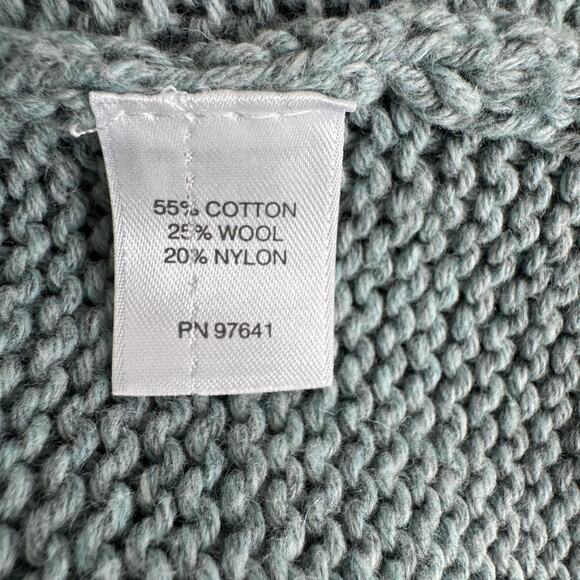 55% COTTON
25% WOOL
20% NYLON
RN 97641